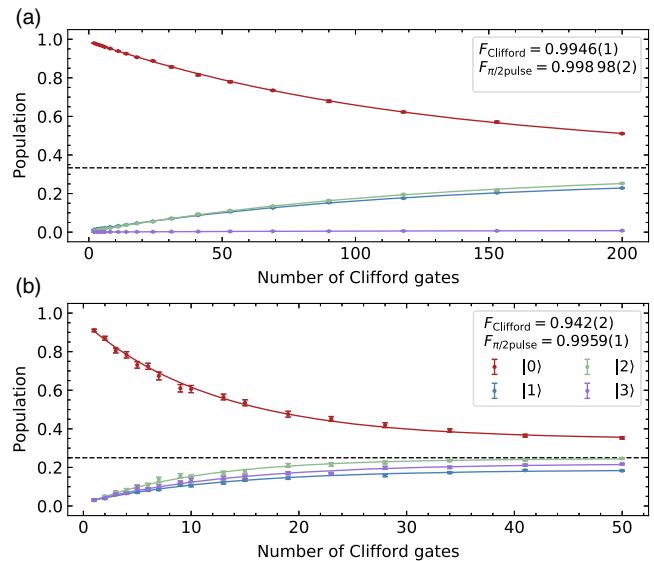 (a)
1.0
0.8
0.6
0.4
0.2
0.0
Population
F_Clifford = 0.9946(1)
F_π/2pulse = 0.998 98(2)
0 50 100 150 200
Number of Clifford gates
(b)
1.0
0.8
0.6
0.4
0.2
0.0
Population
F_Clifford = 0.942(2)
F_π/2pulse = 0.9959(1)
|0⟩ |2⟩
|1⟩ |3⟩
0 10 20 30 40 50
Number of Clifford gates